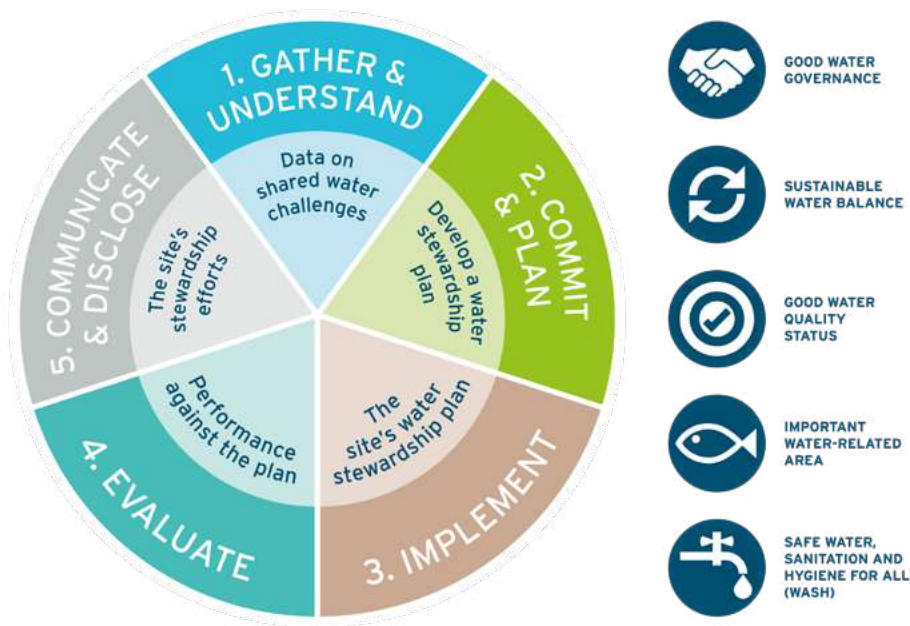 1. GATHER &
UNDERSTAND
Data on
shared water
challenges
2. COMMIT
& PLAN
Develop a water
stewardship
plan
3. IMPLEMENT
The
site's water
stewardship plan
4. EVALUATE
Performance
against the plan
5. COMMUNICATE
& DISCLOSE
The site's
stewardship
efforts
GOOD WATER
GOVERNANCE
SUSTAINABLE
WATER BALANCE
GOOD WATER
QUALITY
STATUS
IMPORTANT
WATER-RELATED
AREA
SAFE WATER,
SANITATION AND
HYGIENE FOR ALL
(WASH)